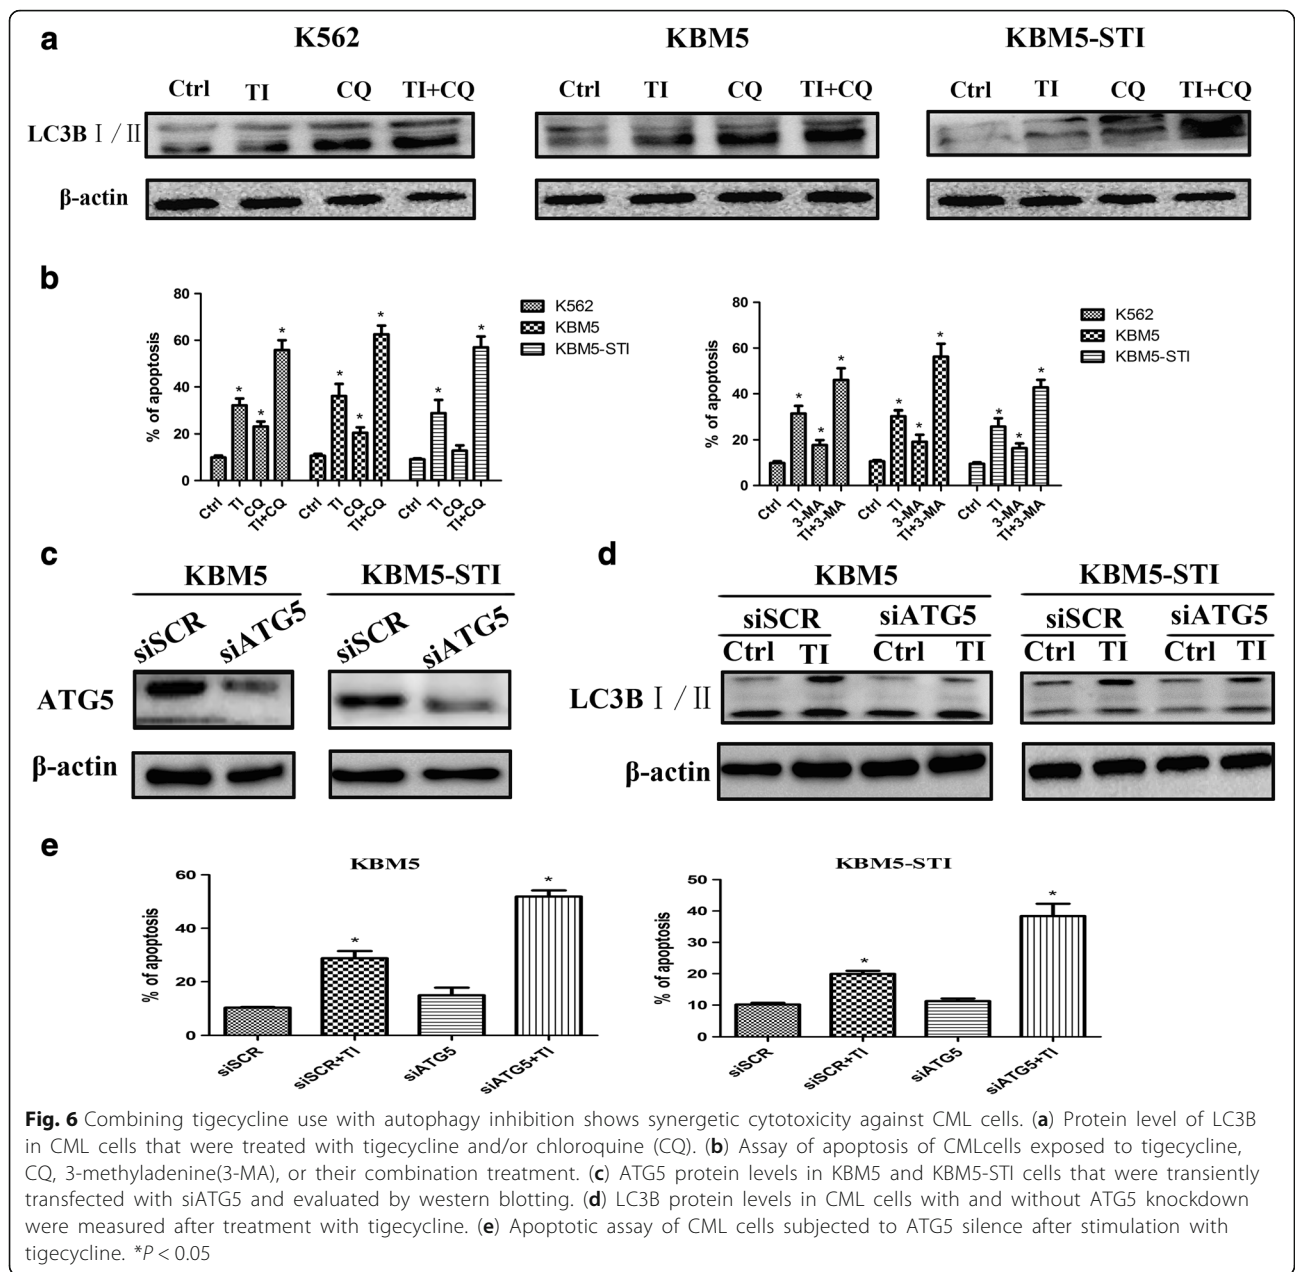 a
K562
KBM5
KBM5-STI
Ctrl TI CQ TI+CQ
Ctrl TI CQ TI+CQ
Ctrl TI CQ TI+CQ
LC3B Ⅰ/Ⅱ
β-actin
b
% of apoptosis
80
60
40
20
0
Ctrl TI CQ TI+CQ
Ctrl TI CQ TI+CQ
Ctrl TI CQ TI+CQ
* * * * * * * *
K562
KBM5
KBM5-STI
% of apoptosis
80
60
40
20
0
Ctrl TI 3-MA TI+3-MA
Ctrl TI 3-MA TI+3-MA
Ctrl TI 3-MA TI+3-MA
* * * * * * * * *
K562
KBM5
KBM5-STI
c
KBM5
KBM5-STI
siSCR siATG5
siSCR siATG5
ATG5
β-actin
d
KBM5
KBM5-STI
siSCR siATG5
siSCR siATG5
Ctrl TI Ctrl TI
Ctrl TI Ctrl TI
LC3B Ⅰ/Ⅱ
β-actin
e
KBM5
% of apoptosis
60
40
20
0
* *
siSCR siSCR+TI siATG5 siATG5+TI
KBM5-STI
% of apoptosis
50
40
30
20
10
0
* *
siSCR siSCR+TI siATG5 siATG5+TI
Fig. 6 Combining tigecycline use with autophagy inhibition shows synergetic cytotoxicity against CML cells. (a) Protein level of LC3B
in CML cells that were treated with tigecycline and/or chloroquine (CQ). (b) Assay of apoptosis of CMLcells exposed to tigecycline,
CQ, 3-methyladenine(3-MA), or their combination treatment. (c) ATG5 protein levels in KBM5 and KBM5-STI cells that were transiently
transfected with siATG5 and evaluated by western blotting. (d) LC3B protein levels in CML cells with and without ATG5 knockdown
were measured after treatment with tigecycline. (e) Apoptotic assay of CML cells subjected to ATG5 silence after stimulation with
tigecycline. *P < 0.05